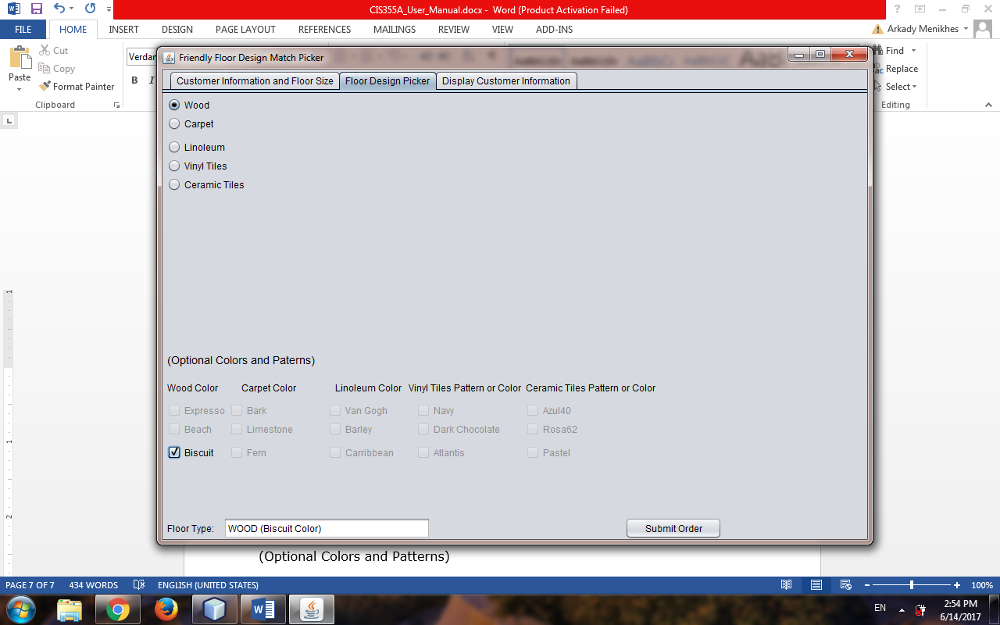 CIS355A_User_Manual.docx - Word (Product Activation Failed)
FILE HOME INSERT DESIGN PAGE LAYOUT REFERENCES MAILINGS REVIEW VIEW ADD-INS Arkady Menikhes
Paste
Cut
Copy
Format Painter
Clipboard
Verdan
B I
Find
Replace
Select
Editing
Friendly Floor Design Match Picker
Customer Information and Floor Size Floor Design Picker Display Customer Information
Wood
Carpet
Linoleum
Vinyl Tiles
Ceramic Tiles
(Optional Colors and Paterns)
Wood Color Carpet Color Linoleum Color Vinyl Tiles Pattern or Color Ceramic Tiles Pattern or Color
Expresso Bark Van Gogh Navy Azul40
Beach Limestone Barley Dark Chocolate Rosa62
Biscuit Fern Carribbean Atlantis Pastel
Floor Type: WOOD (Biscuit Color) Submit Order
(Optional Colors and Patterns)
1
1
2
PAGE 7 OF 7 434 WORDS ENGLISH (UNITED STATES) 100%
EN 2:54 PM
6/14/2017